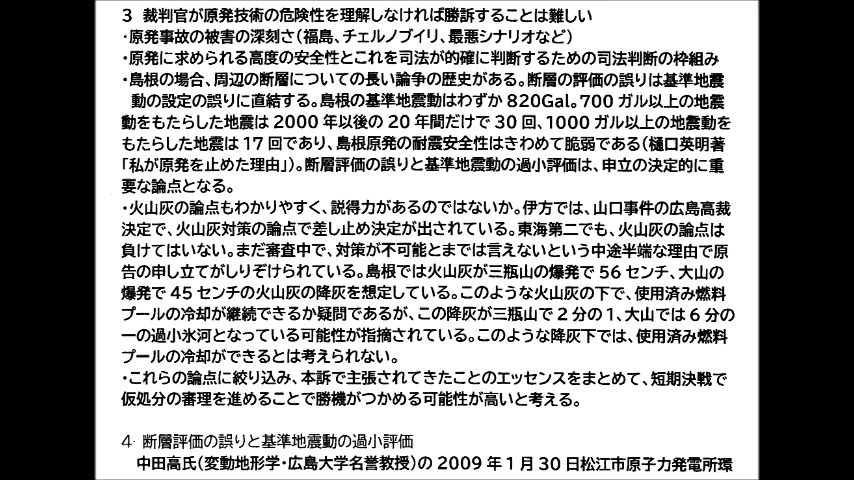 3 裁判官が原発技術の危険性を理解しなければ勝訴することは難しい
・原発事故の被害の深刻さ(福島、チェルノブイリ、最悪シナリオなど)
・原発に求められる高度の安全性とこれを司法が的確に判断するための司法判断の枠組み
・島根の場合、周辺の断層についての長い論争の歴史がある。断層の評価の誤りは基準地震
動の設定の誤りに直結する。島根の基準地震動はわずか820Gal。700ガル以上の地震
動をもたらした地震は2000年以後の20年間だけで30回、1000ガル以上の地震動を
もたらした地震は17回であり、島根原発の耐震安全性はきわめて脆弱である(樋口英明著
「私が原発を止めた理由」)。断層評価の誤りと基準地震動の過小評価は、申立の決定的に重
要な論点となる。
・火山灰の論点もわかりやすく、説得力があるのではないか。伊方では、山口事件の広島高裁
決定で、火山灰対策の論点で差し止め決定が出されている。東海第二でも、火山灰の論点は
負けてはいない。まだ審査中で、対策が不可能とまでは言えないという中途半端な理由で原
告の申し立てがしりぞけられている。島根では火山灰が三瓶山の爆発で56センチ、大山の
爆発で45センチの火山灰の降灰を想定している。このような火山灰の下で、使用済み燃料
プールの冷却が継続できるか疑問であるが、この降灰が三瓶山で2分の1、大山では6分の
一の過小氷河となっている可能性が指摘されている。このような降灰下では、使用済み燃料
プールの冷却ができるとは考えられない。
・これらの論点に絞り込み、本訴で主張されてきたことのエッセンスをまとめて、短期決戦で
仮処分の審理を進めることで勝機がつかめる可能性が高いと考える。
4 断層評価の誤りと基準地震動の過小評価
中田高氏(変動地形学・広島大学名誉教授)の2009年1月30日松江市原子力発電所環